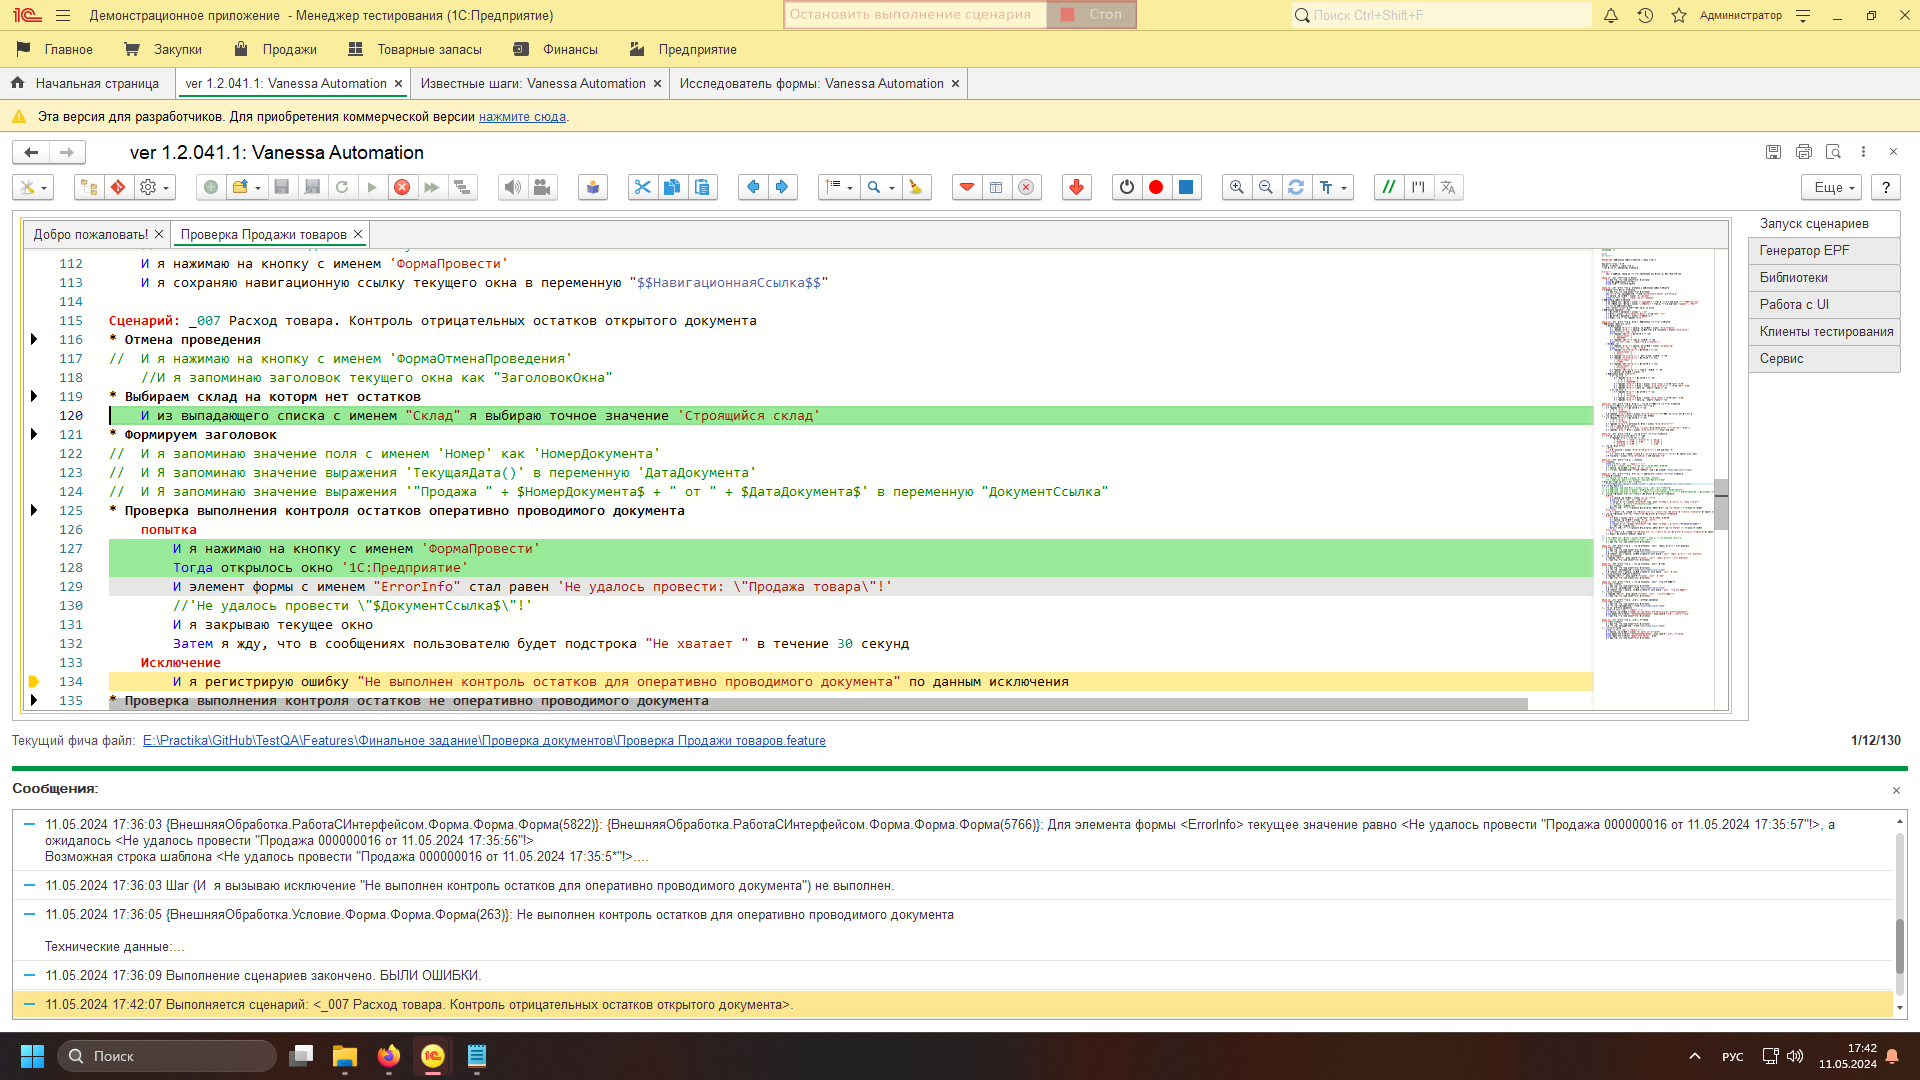 Демонстрационное приложение - Менеджер тестирования (1С:Предприятие)
Остановить выполнение сценария
Стоп
Поиск Ctrl+Shift+F
Администратор
Главное
Закупки
Продажи
Товарные запасы
Финансы
Предприятие
Начальная страница
ver 1.2.041.1: Vanessa Automation
Известные шаги: Vanessa Automation
Исследователь формы: Vanessa Automation
Эта версия для разработчиков. Для приобретения коммерческой версии нажмите сюда.
ver 1.2.041.1: Vanessa Automation
Еще
?
Добро пожаловать!
Проверка Продажи товаров
112 И я нажимаю на кнопку с именем 'ФормаПровести'
113 И я сохраняю навигационную ссылку текущего окна в переменную "$$НавигационнаяСсылка$$"
114
115 Сценарий: _007 Расход товара. Контроль отрицательных остатков открытого документа
116 * Отмена проведения
117 // И я нажимаю на кнопку с именем 'ФормаОтменаПроведения'
118 //И я запоминаю заголовок текущего окна как "ЗаголовокОкна"
119 * Выбираем склад на которм нет остатков
120 И из выпадающего списка с именем "Склад" я выбираю точное значение 'Строящийся склад'
121 * Формируем заголовок
122 // И я запоминаю значение поля с именем 'Номер' как 'НомерДокумента'
123 // И Я запоминаю значение выражения 'ТекущаяДата()' в переменную 'ДатаДокумента'
124 // И Я запоминаю значение выражения '"Продажа " + $НомерДокумента$ + " от " + $ДатаДокумента$' в переменную "ДокументСсылка"
125 * Проверка выполнения контроля остатков оперативно проводимого документа
126 попытка
127 И я нажимаю на кнопку с именем 'ФормаПровести'
128 Тогда открылось окно '1С:Предприятие'
129 И элемент формы с именем "ErrorInfo" стал равен 'Не удалось провести: \"Продажа товара\"!'
130 //'Не удалось провести \"$ДокументСсылка$\"!'
131 И я закрываю текущее окно
132 Затем я жду, что в сообщениях пользователю будет подстрока "Не хватает " в течение 30 секунд
133 Исключение
134 И я регистрирую ошибку "Не выполнен контроль остатков для оперативно проводимого документа" по данным исключения
135 * Проверка выполнения контроля остатков не оперативно проводимого документа
Запуск сценариев
Генератор EPF
Библиотеки
Работа с UI
Клиенты тестирования
Сервис
Текущий фича файл: E:\Practika\GitHub\TestQA\Features\Финальное задание\Проверка документов\Проверка Продажи товаров.feature
1/12/130
Сообщения:
11.05.2024 17:36:03 {ВнешняяОбработка.РаботаСИнтерфейсом.Форма.Форма.Форма(5822)}: {ВнешняяОбработка.РаботаСИнтерфейсом.Форма.Форма.Форма(5766)}: Для элемента формы <ErrorInfo> текущее значение равно <Не удалось провести "Продажа 000000016 от 11.05.2024 17:35:57"!>, а
ожидалось <Не удалось провести "Продажа 000000016 от 11.05.2024 17:35:56"!>
Возможная строка шаблона <Не удалось провести "Продажа 000000016 от 11.05.2024 17:35:5*"!>....
11.05.2024 17:36:03 Шаг (И  я вызываю исключение "Не выполнен контроль остатков для оперативно проводимого документа") не выполнен.
11.05.2024 17:36:05 {ВнешняяОбработка.Условие.Форма.Форма.Форма(263)}: Не выполнен контроль остатков для оперативно проводимого документа
Технические данные:...
11.05.2024 17:36:09 Выполнение сценариев закончено. БЫЛИ ОШИБКИ.
11.05.2024 17:42:07 Выполняется сценарий: <_007 Расход товара. Контроль отрицательных остатков открытого документа>.
Поиск
РУС
17:42
11.05.2024